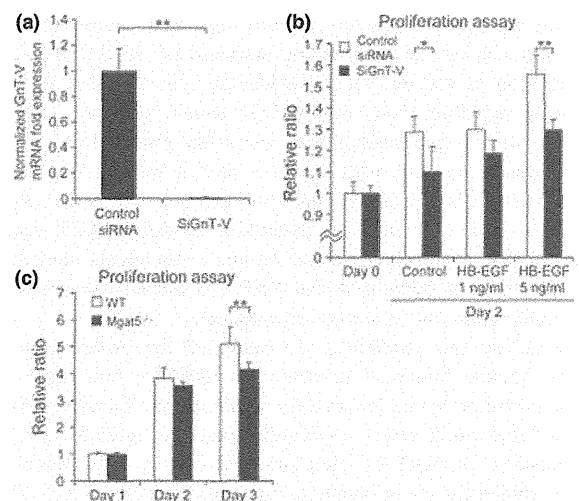 (a)
**
1.4
1.2
1
0.8
0.6
0.4
0.2
0
Normalized GnT-V
mRNA fold expression
Control
siRNA
SiGnT-V
(b)
Proliferation assay
Control
siRNA
SiGnT-V
*
**
1.7
1.6
1.5
1.4
1.3
1.2
1.1
1
0.9
Relative ratio
Day 0
Control
HB-EGF
1 ng/ml
HB-EGF
5 ng/ml
Day 2
(c)
Proliferation assay
WT
Mgat5-/-
**
7
6
5
4
3
2
1
0
Relative ratio
Day 1
Day 2
Day 3